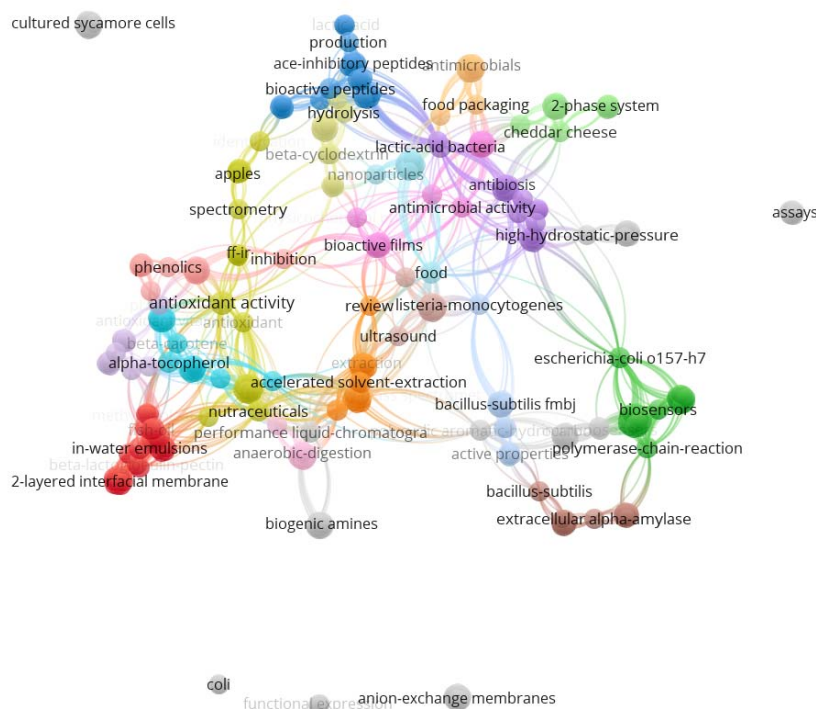 cultured sycamore cells
lactic acid
production
ace-inhibitory peptides
antimicrobials
bioactive peptides
food packaging
2-phase system
hydrolysis
cheddar cheese
lactic-acid bacteria
beta-cyclodextrin
apples
nanoparticles
antibiosis
spectrometry
antimicrobial activity
assays
high-hydrostatic-pressure
bioactive films
ft-ir
inhibition
phenolics
food
antioxidant activity
review
listeria-monocytogenes
antioxidant
ultrasound
beta-carotene
escherichia-coli o157-h7
alpha-tocopherol
extraction
accelerated solvent-extraction
nutraceuticals
bacillus-subtilis fmbj
biosensors
fish-oil
performance liquid-chromatogra
in-water emulsions
anaerobic-digestion
active properties
polymerase-chain-reaction
2-layered interfacial membrane
bacillus-subtilis
biogenic amines
extracellular alpha-amylase
coli
functional expression
anion-exchange membranes